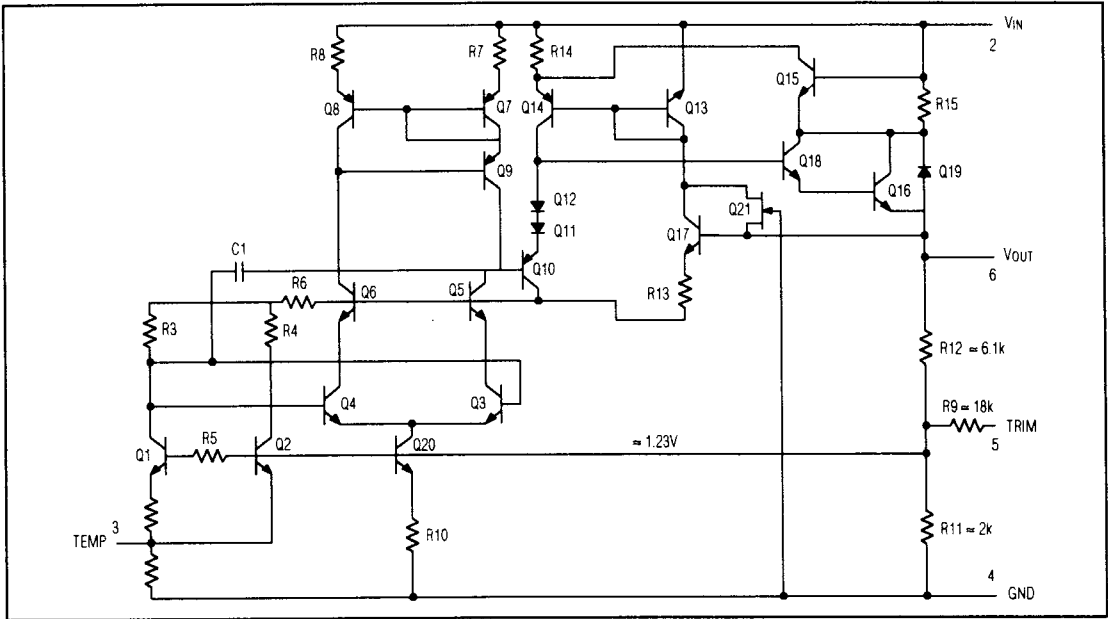 VIN
2
R8
R7
R14
Q15
R15
Q8
Q7
Q14
Q13
Q9
Q18
Q16
Q19
Q12
Q11
Q21
Q17
C1
Q10
VOUT
6
R6
Q6
Q5
R13
R3
R4
R12 ≃ 6.1k
Q4
Q3
R9 ≃ 18k
TRIM
5
Q1
R5
Q2
Q20
≃ 1.23V
TEMP
3
R10
R11 ≃ 2k
4
GND